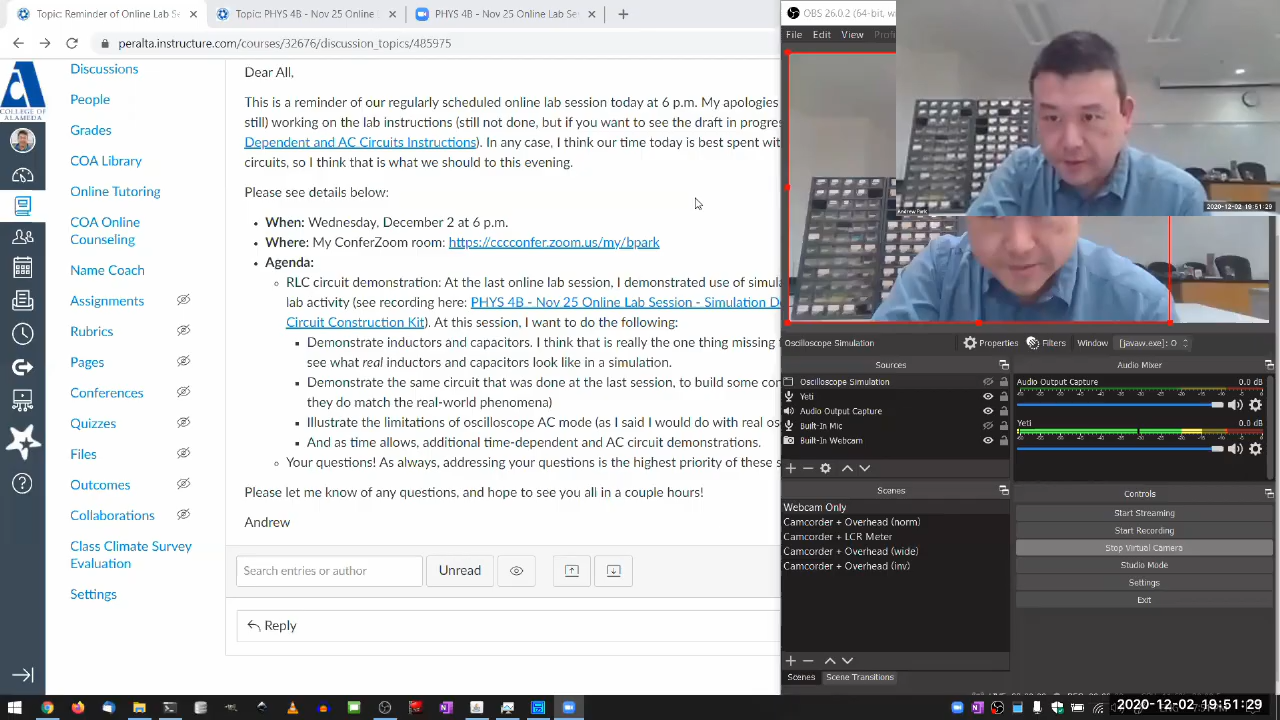 Topic: Reminder of Online Lab Se
Topic: PHYS 4B - Nov 25 Online L
PHYS 4B - Nov 25 Online Lab Ses
peralta.instructure.com/courses/32676/discussion_topics/485975
COLLEGE OF
ALAMEDA
Discussions
People
Grades
COA Library
Online Tutoring
COA Online
Counseling
Name Coach
Assignments
Rubrics
Pages
Conferences
Quizzes
Files
Outcomes
Collaborations
Class Climate Survey
Evaluation
Settings
Dear All,
This is a reminder of our regularly scheduled online lab session today at 6 p.m. My apologies
still) on the lab instructions (still not done, but if you want to see the draft in progres
Dependent and AC Circuits Instructions). In any case, I think our time today is best spent wit
circuits, so I think that is what we should to this evening.
Please see details below:
When: Wednesday, December 2 at 6 p.m.
Where: My ConferZoom room: https://cccconfer.zoom.us/my/bpark
Agenda:
RLC circuit demonstration: At the last online lab session, I demonstrated use of simula
lab activity (see recording here: PHYS 4B - Nov 25 Online Lab Session - Simulation De
Circuit Construction Kit). At this session, I want to do the following:
Demonstrate inductors and capacitors. I think that is really the one thing missing fr
what real inductors and capacitors look like in a simulation.
Demonstrate the same circuit that was done at the last session, to build some con
and the real-world phenomena)
Demonstrate the limitations of oscilloscope AC mode (as I said I would do with real os
time allows, additional time dependent and AC circuit demonstrations.
Your questions! As always, addressing your questions is the highest priority of these s
Please let me know of any questions, and hope to see you all in a couple hours!
Andrew
Search entries or author
Unread
Reply
OBS 26.0.2 (64-bit, w
File
Edit
View
Profi
Andrew Park
2020-12-02 19:51:29
Oscilloscope Simulation
Properties
Filters
Window
[javaw.exe]: O
Sources
Oscilloscope Simulation
Yeti
Audio Output Capture
Built-In Mic
Built-In Webcam
Audio Mixer
Audio Output Capture
0.0 dB
Yeti
0.0 dB
Scenes
Webcam Only
Camcorder + Overhead (norm)
Camcorder + LCR Meter
Camcorder + Overhead (wide)
Camcorder + Overhead (inv)
Controls
Start Streaming
Start Recording
Stop Virtual Camera
Studio Mode
Settings
Exit
Scenes
Scene Transitions
2020-12-02 19:51:29